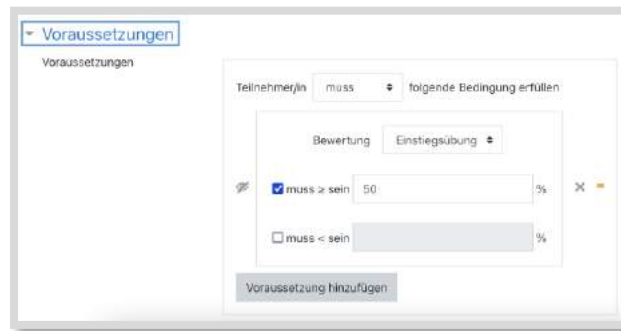 Voraussetzungen
Voraussetzungen
Teilnehmer/in muss folgende Bedingung erfüllen
Bewertung Einstiegsübung
muss ≥ sein 50 %
muss < sein %
Voraussetzung hinzufügen